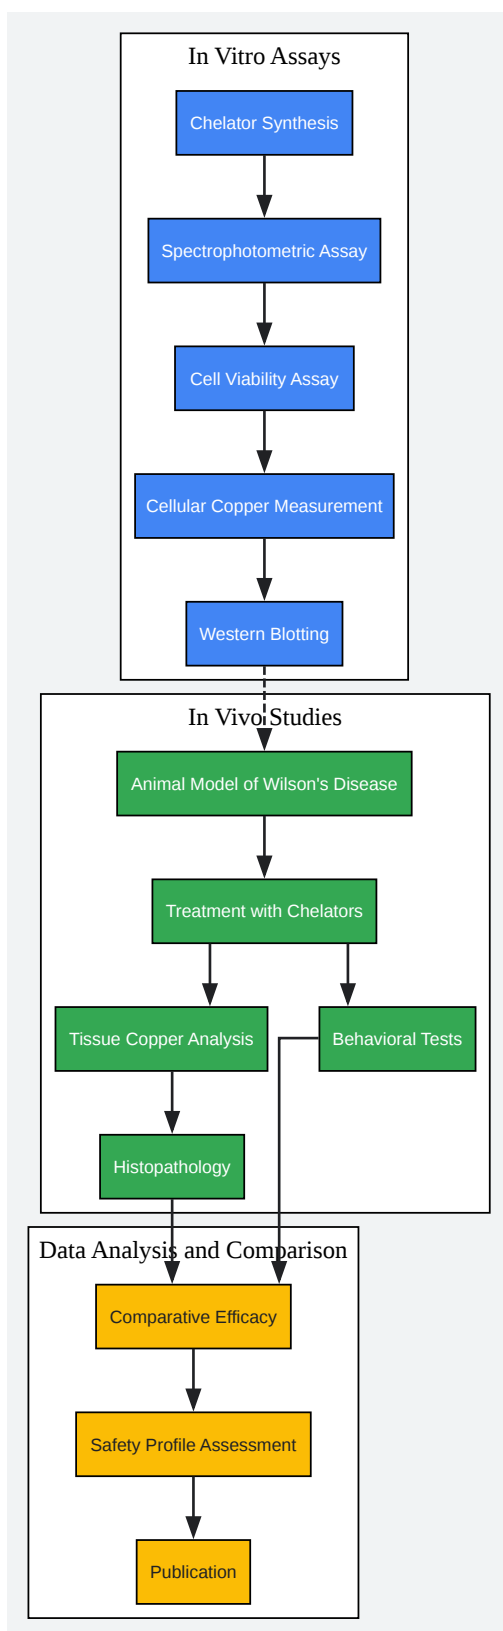 In Vitro Assays
Chelator Synthesis
Spectrophotometric Assay
Cell Viability Assay
Cellular Copper Measurement
Western Blotting
In Vivo Studies
Animal Model of Wilson's Disease
Treatment with Chelators
Tissue Copper Analysis
Behavioral Tests
Histopathology
Data Analysis and Comparison
Comparative Efficacy
Safety Profile Assessment
Publication